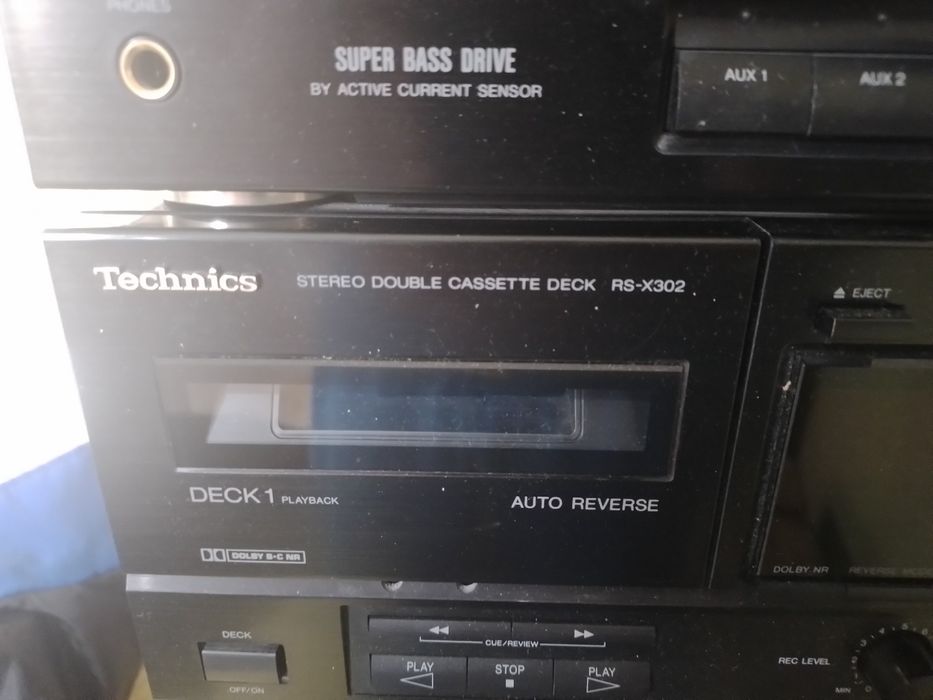 PHONES
SUPER BASS DRIVE
BY ACTIVE CURRENT SENSOR
AUX 1
AUX 2
Technics STEREO DOUBLE CASSETTE DECK RS-X302
EJECT
DECK 1 PLAYBACK
AUTO REVERSE
DOLBY B-C NR
DOLBY NR REVERSE MODE
DECK
OFF/ON
CUE/REVIEW
PLAY
STOP
PLAY
REC LEVEL
MIN